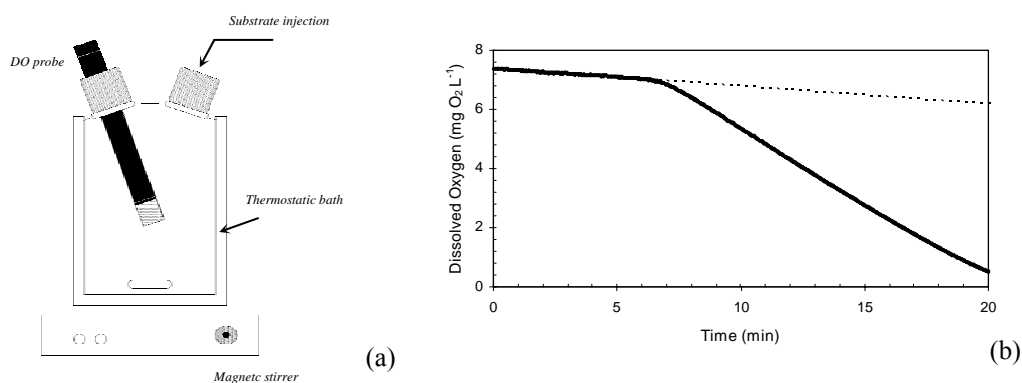 Substrate injection
DO probe
Thermostatic bath
Magnetc stirrer
(a)
Dissolved Oxygen (mg O₂ L⁻¹)
8
6
4
2
0
0 5 10 15 20
Time (min)
(b)